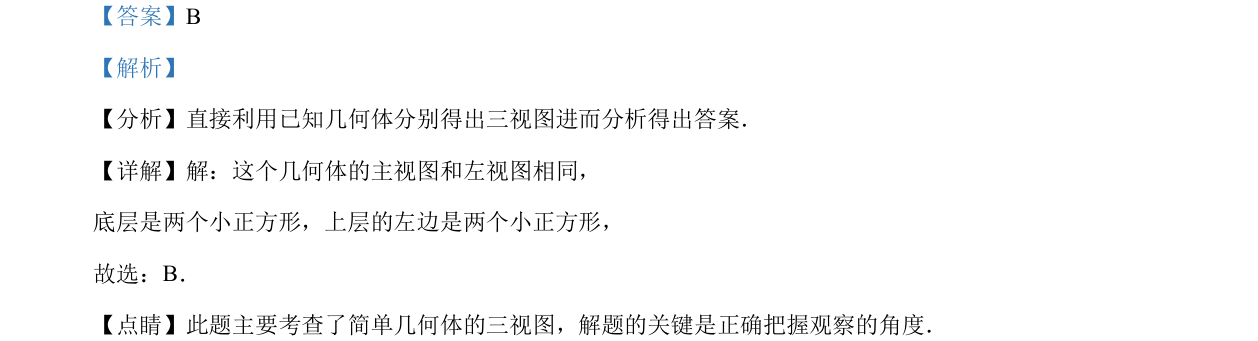 【答案】B
【解析】
【分析】直接利用已知几何体分别得出三视图进而分析得出答案．
【详解】解：这个几何体的主视图和左视图相同，
底层是两个小正方形，上层的左边是两个小正方形，
故选：B．
【点睛】此题主要考查了简单几何体的三视图，解题的关键是正确把握观察的角度．